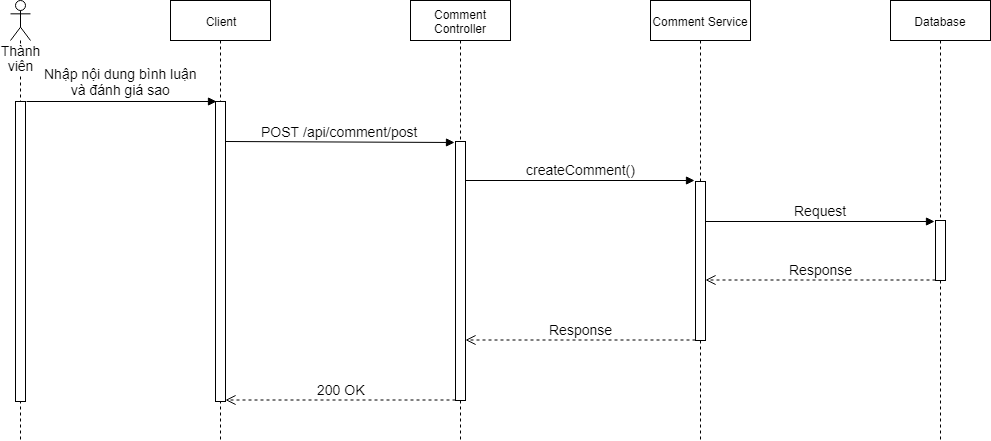 Client
Comment
Controller
Comment Service
Database
Thành
viên
Nhập nội dung bình luận
và đánh giá sao
POST /api/comment/post
createComment()
Request
Response
Response
200 OK